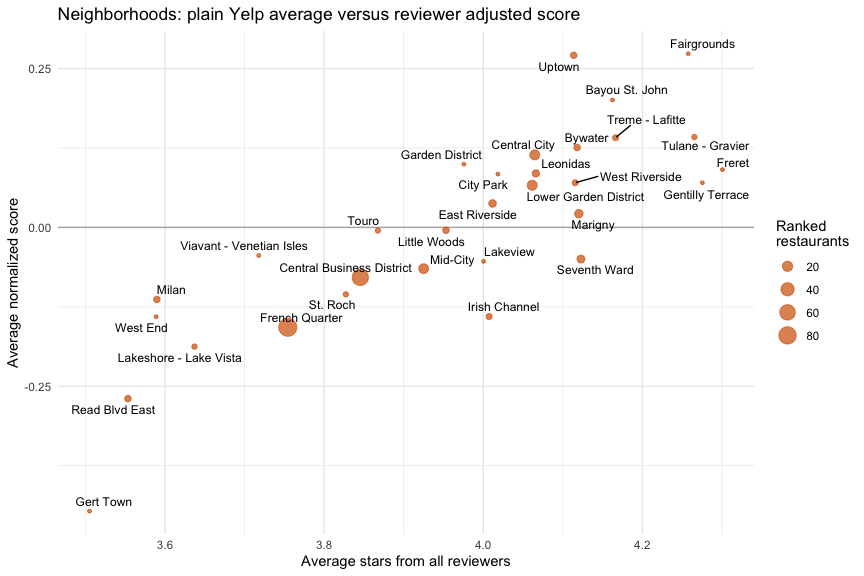 Neighborhoods: plain Yelp average versus reviewer adjusted score
Fairgrounds
0.25
Uptown
Bayou St. John
Treme - Lafitte
Bywater
Tulane - Gravier
Central City
Garden District
Leonidas
Freret
City Park
West Riverside
Gentilly Terrace
Lower Garden District
East Riverside
Touro
Marigny
0.00
Little Woods
Viavant - Venetian Isles
Lakeview
Mid-City
Central Business District
Seventh Ward
Milan
St. Roch
Irish Channel
French Quarter
West End
Lakeshore - Lake Vista
-0.25
Read Blvd East
Gert Town
3.6
3.8
4.0
4.2
Average stars from all reviewers
Average normalized score
Ranked
restaurants
20
40
60
80